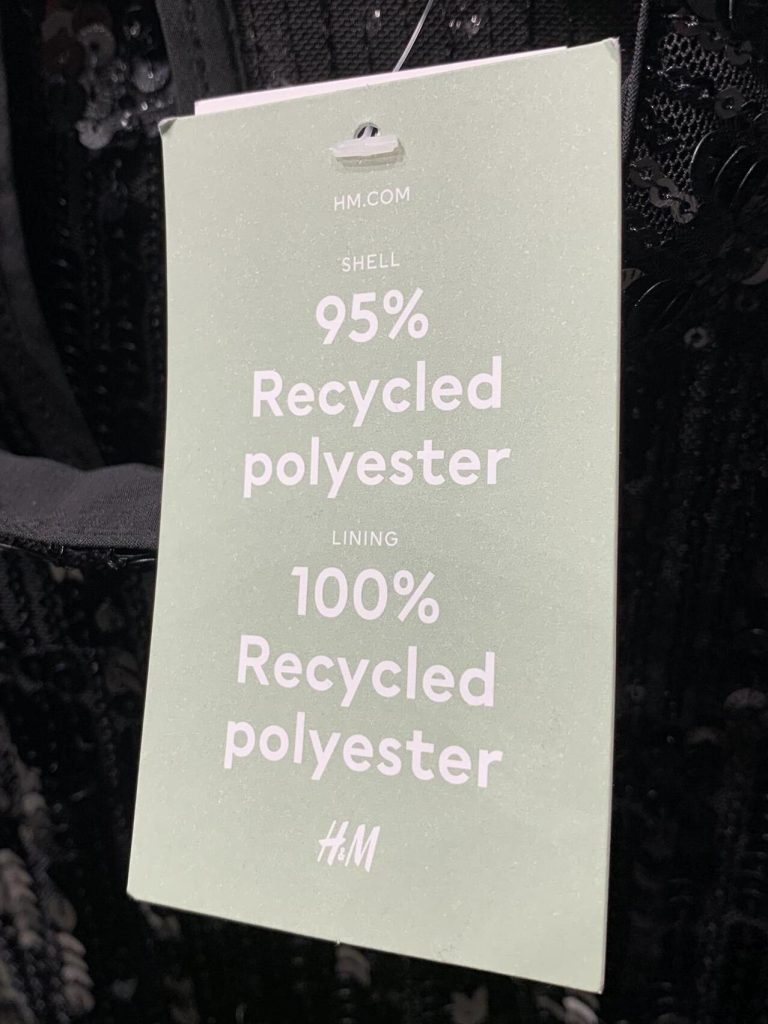 HM.COM
SHELL
95%
Recycled
polyester
LINING
100%
Recycled
polyester
H&M